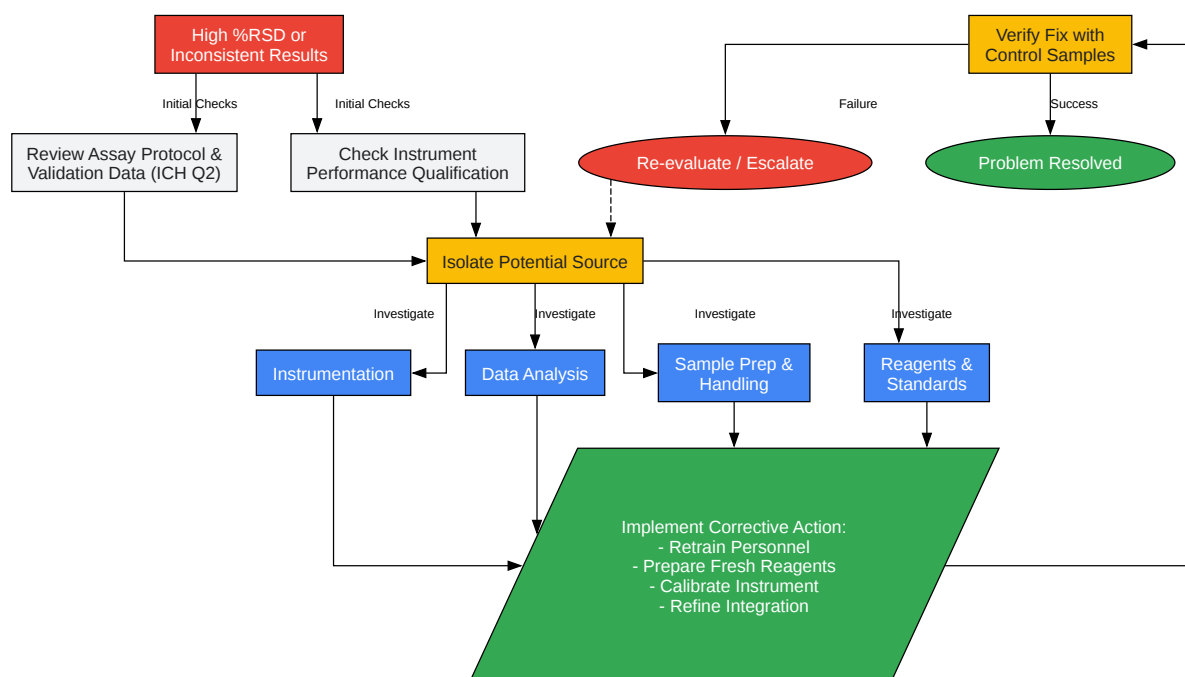 High %RSD or
Inconsistent Results
Verify Fix with
Control Samples
Initial Checks
Initial Checks
Failure
Success
Review Assay Protocol &
Validation Data (ICH Q2)
Check Instrument
Performance Qualification
Re-evaluate / Escalate
Problem Resolved
Isolate Potential Source
Investigate
Investigate
Investigate
Investigate
Instrumentation
Data Analysis
Sample Prep &
Handling
Reagents &
Standards
Implement Corrective Action:
- Retrain Personnel
- Prepare Fresh Reagents
- Calibrate Instrument
- Refine Integration